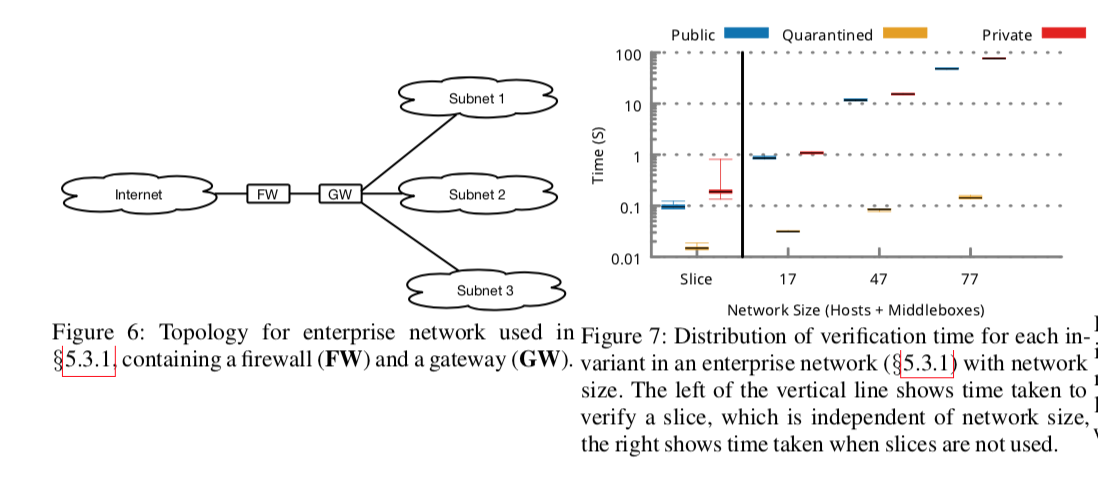 Subnet 1
Internet
FW
GW
Subnet 2
Subnet 3
Figure 6: Topology for enterprise network used in
§5.3.1, containing a firewall (FW) and a gateway (GW).
Public
Quarantined
Private
Time (S)
100
10
1
0.1
0.01
Slice
17
47
77
Network Size (Hosts + Middleboxes)
Figure 7: Distribution of verification time for each in-
variant in an enterprise network (§5.3.1) with network
size. The left of the vertical line shows time taken to
verify a slice, which is independent of network size,
the right shows time taken when slices are not used.